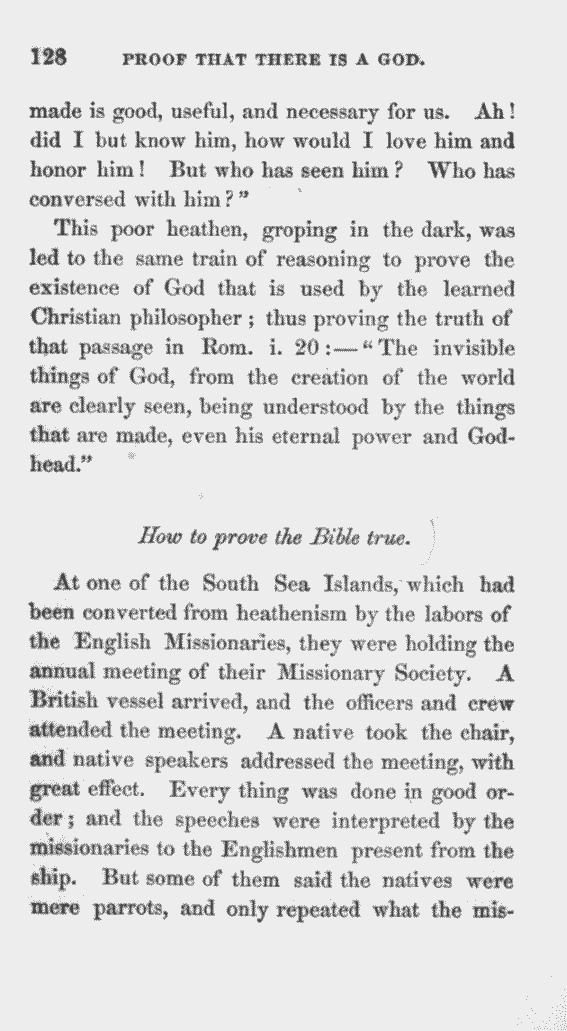 128 PROOF THAT THERE IS A GOD.
made is good, useful, and necessary for us. Ah!
did I but know him, how would I love him and
honor him! But who has seen him? Who has
conversed with him?"
This poor heathen, groping in the dark, was
led to the same train of reasoning to prove the
existence of God that is used by the learned
Christian philosopher; thus proving the truth of
that passage in Rom. i. 20:—"The invisible
things of God, from the creation of the world
are clearly seen, being understood by the things
that are made, even his eternal power and God-
head."
How to prove the Bible true.
At one of the South Sea Islands, which had
been converted from heathenism by the labors of
the English Missionaries, they were holding the
annual meeting of their Missionary Society. A
British vessel arrived, and the officers and crew
attended the meeting. A native took the chair,
and native speakers addressed the meeting, with
great effect. Every thing was done in good or-
der; and the speeches were interpreted by the
missionaries to the Englishmen present from the
ship. But some of them said the natives were
mere parrots, and only repeated what the mis-